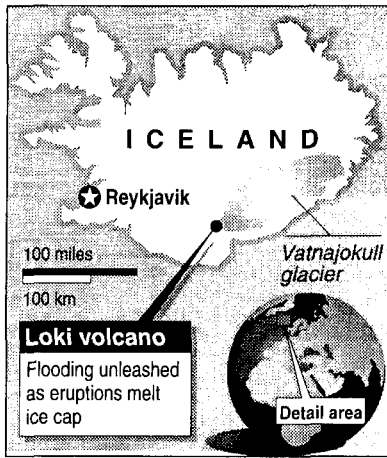 ICELAND
Reykjavik
100 miles
100 km
Vatnajokull
glacier
Loki volcano
Flooding unleashed
as eruptions melt
ice cap
Detail area